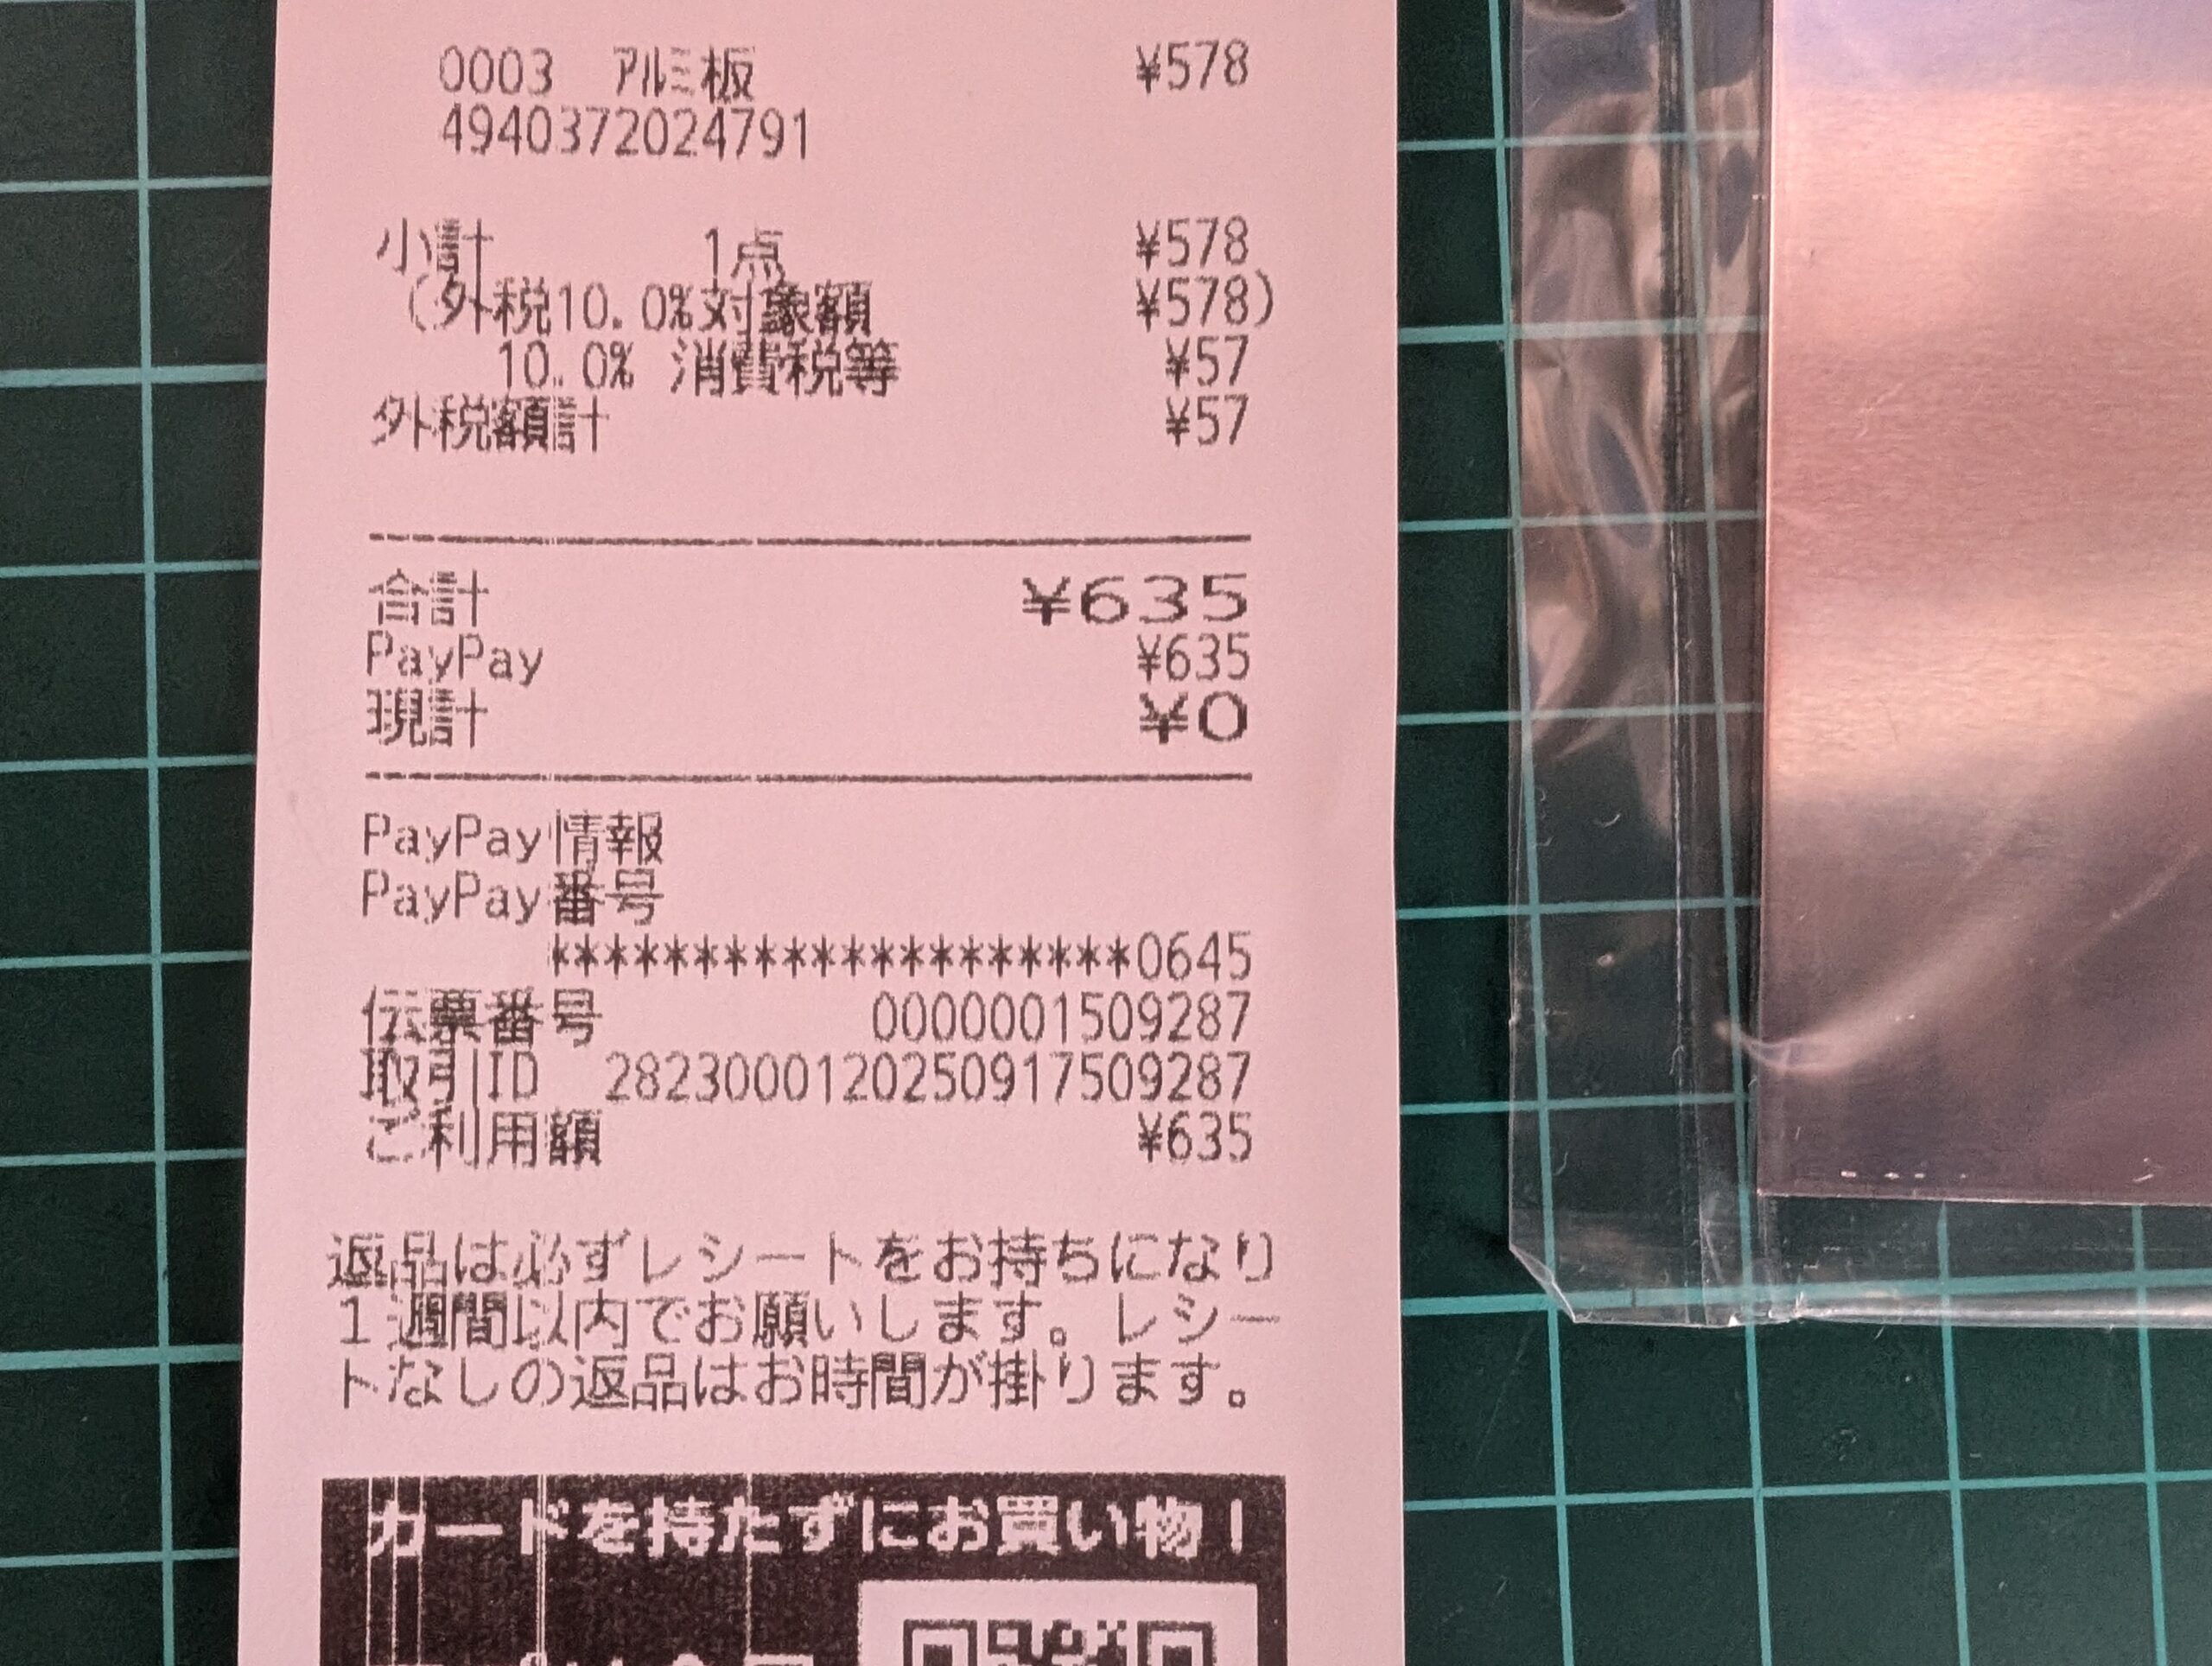 0003 ｱﾙﾐ板 ¥578
4940372024791
小計 1点 ¥578
(外税10.0%対象額 ¥578)
10.0% 消費税等 ¥57
外税額計 ¥57
合計 ¥635
PayPay ¥635
現計 ¥0
PayPay情報
PayPay番号
********************0645
伝票番号 0000001509287
取引ID 2823000120250917509287
ご利用額 ¥635
返品は必ずレシートをお持ちになり
１週間以内でお願いします。レシー
トなしの返品はお時間が掛ります。
カードを持たずにお買い物！